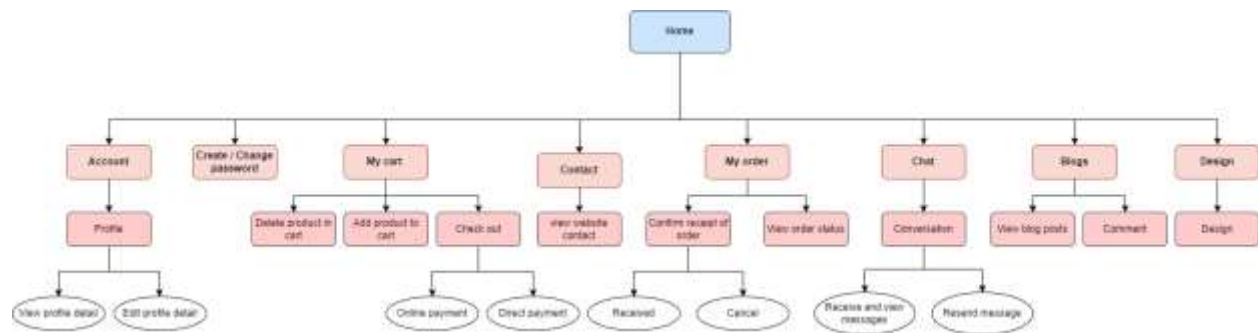 Home
Account
Create / Change
password
My cart
Contact
My order
Chat
Blogs
Design
Profile
Delete product in
cart
Add product to
cart
Check out
view website
contact
Confirm receipt of
order
View order status
Conversation
View blog posts
Comment
Design
View profile detail
Edit profile detail
Online payment
Direct payment
Received
Cancel
Receive and view
messages
Resend message